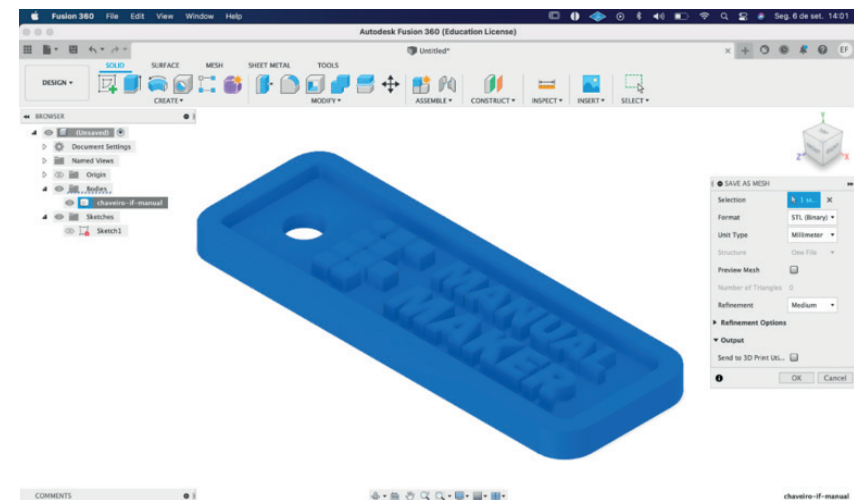 Fusion 360 File Edit View Window Help Seg. 6 de set. 14:01
Autodesk Fusion 360 (Education License)
Untitled*
EF
SOLID SURFACE MESH SHEET METAL TOOLS
DESIGN
CREATE MODIFY ASSEMBLE CONSTRUCT INSPECT INSERT SELECT
BROWSER
(Unsaved)
Document Settings
Named Views
Origin
Bodies
chaveiro-if-manual
Sketches
Sketch1
MANUAL
MAKER
SAVE AS MESH
Selection 1 se...
Format STL (Binary)
Unit Type Millimeter
Structure One File
Preview Mesh
Number of Triangles 0
Refinement Medium
Refinement Options
Output
Send to 3D Print Uti...
OK Cancel
COMMENTS
chaveiro-if-manual